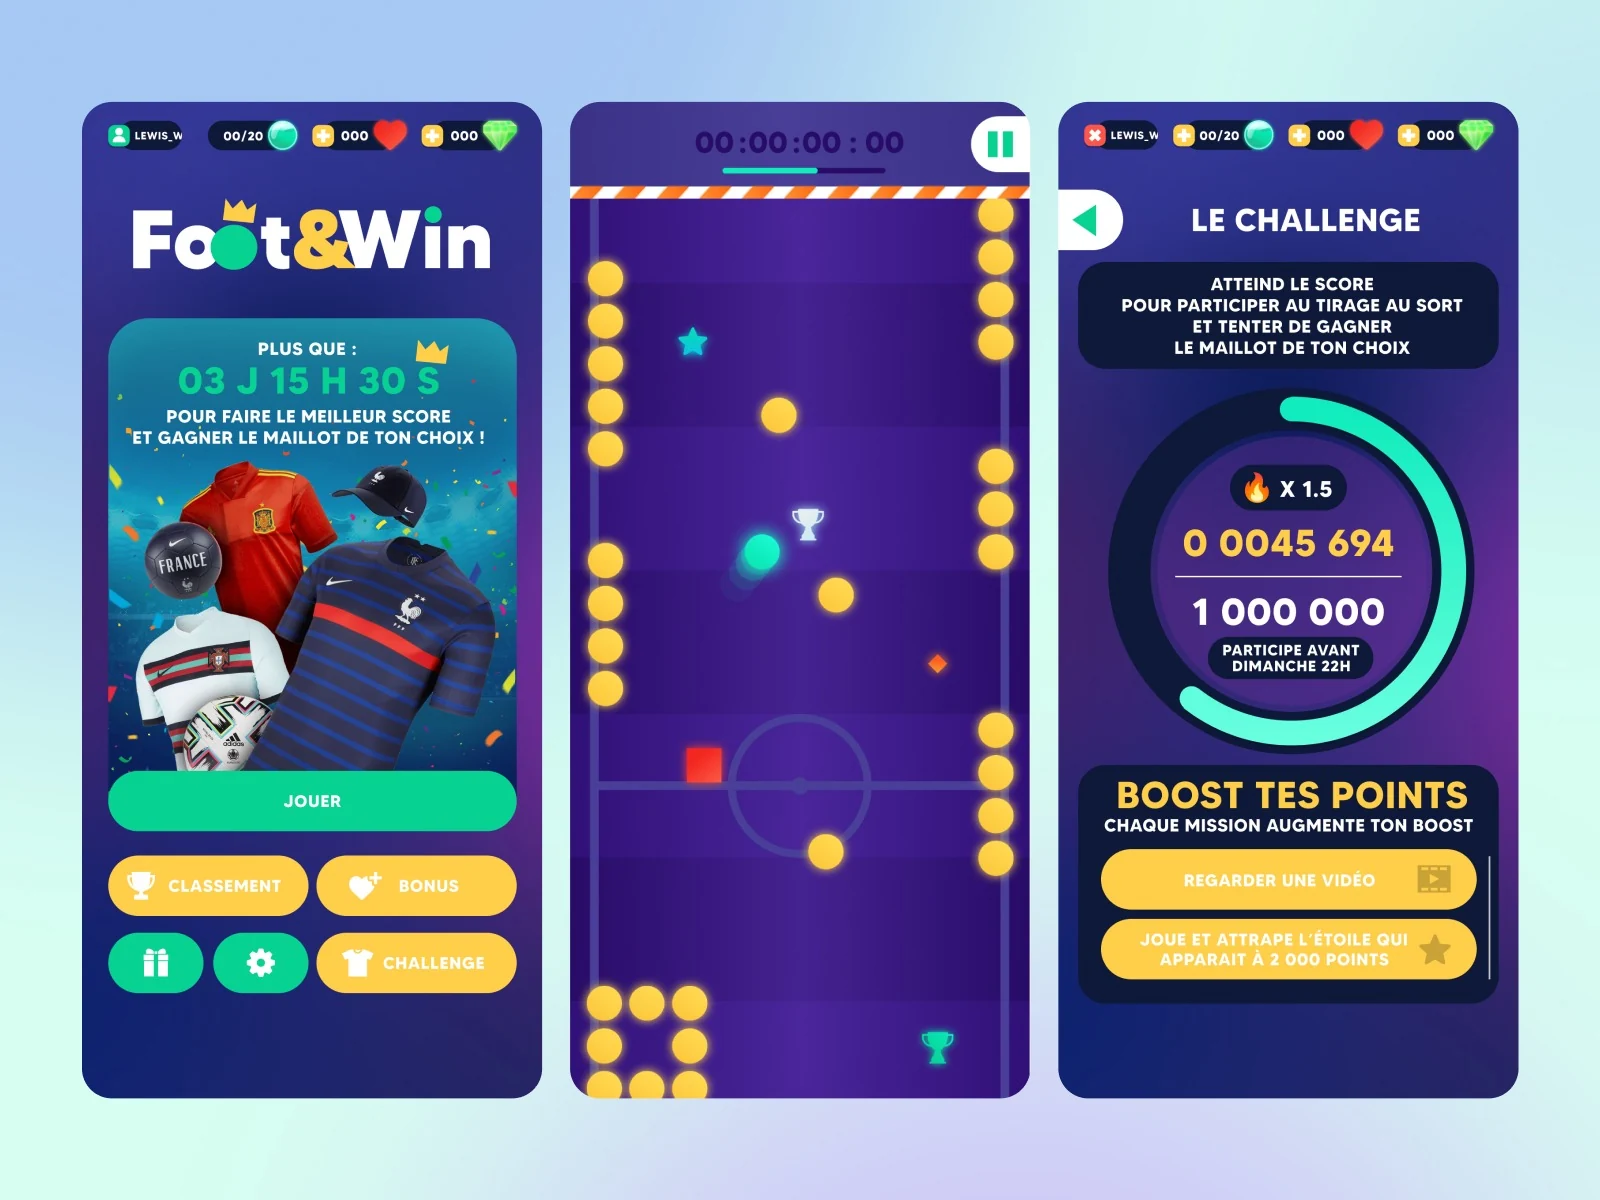 LEWIS_W
00/20
000
000
Foot&Win
PLUS QUE :
03 J 15 H 30 S
POUR FAIRE LE MEILLEUR SCORE
ET GAGNER LE MAILLOT DE TON CHOIX !
FRANCE
adidas
JOUER
CLASSEMENT
BONUS
CHALLENGE
00:00:00:00
LEWIS_W
00/20
000
000
LE CHALLENGE
ATTEIND LE SCORE
POUR PARTICIPER AU TIRAGE AU SORT
ET TENTER DE GAGNER
LE MAILLOT DE TON CHOIX
X 1.5
0 0045 694
1 000 000
PARTICIPE AVANT
DIMANCHE 22H
BOOST TES POINTS
CHAQUE MISSION AUGMENTE TON BOOST
REGARDER UNE VIDÉO
JOUE ET ATTRAPE L'ÉTOILE QUI
APPARAIT À 2 000 POINTS